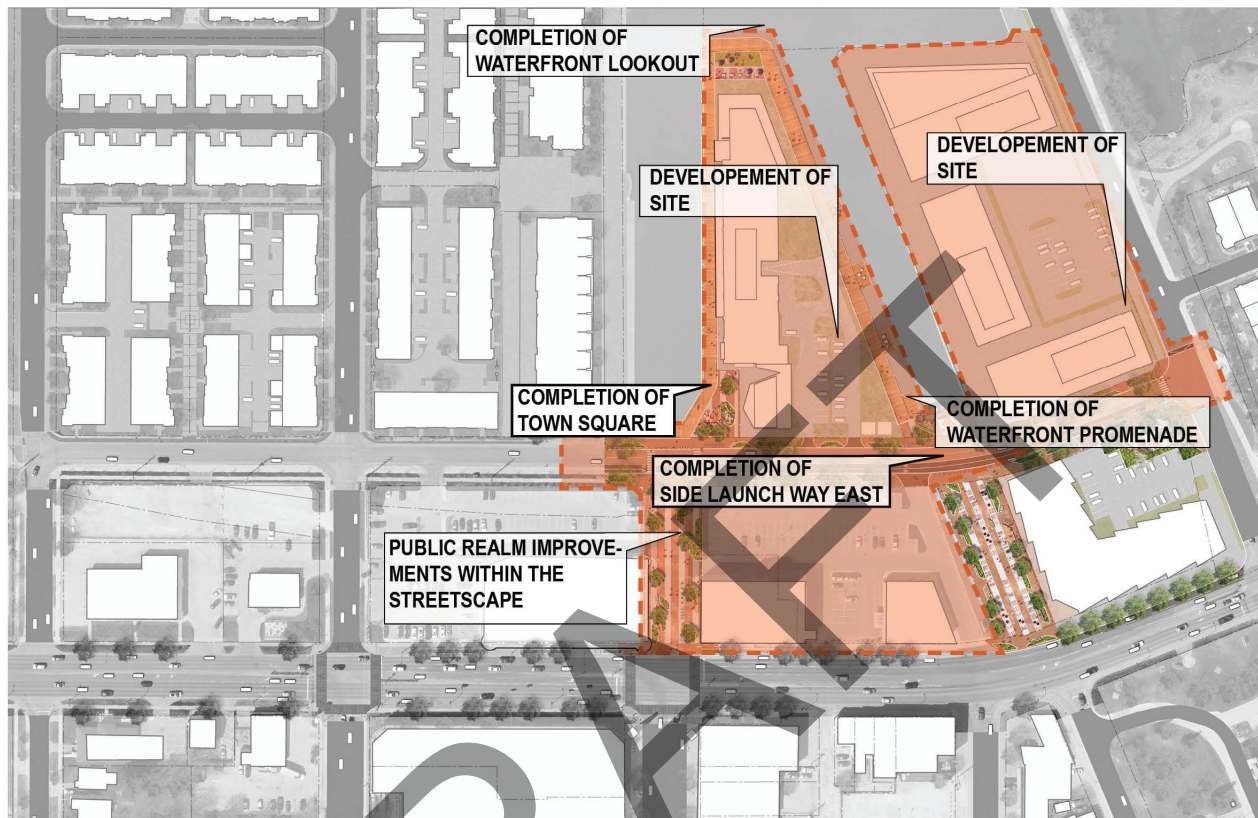 COMPLETION OF
WATERFRONT LOOKOUT
DEVELOPEMENT OF
SITE
DEVELOPEMENT OF
SITE
COMPLETION OF
TOWN SQUARE
COMPLETION OF
WATERFRONT PROMENADE
COMPLETION OF
SIDE LAUNCH WAY EAST
PUBLIC REALM IMPROVE-
MENTS WITHIN THE
STREETSCAPE
DRAFT